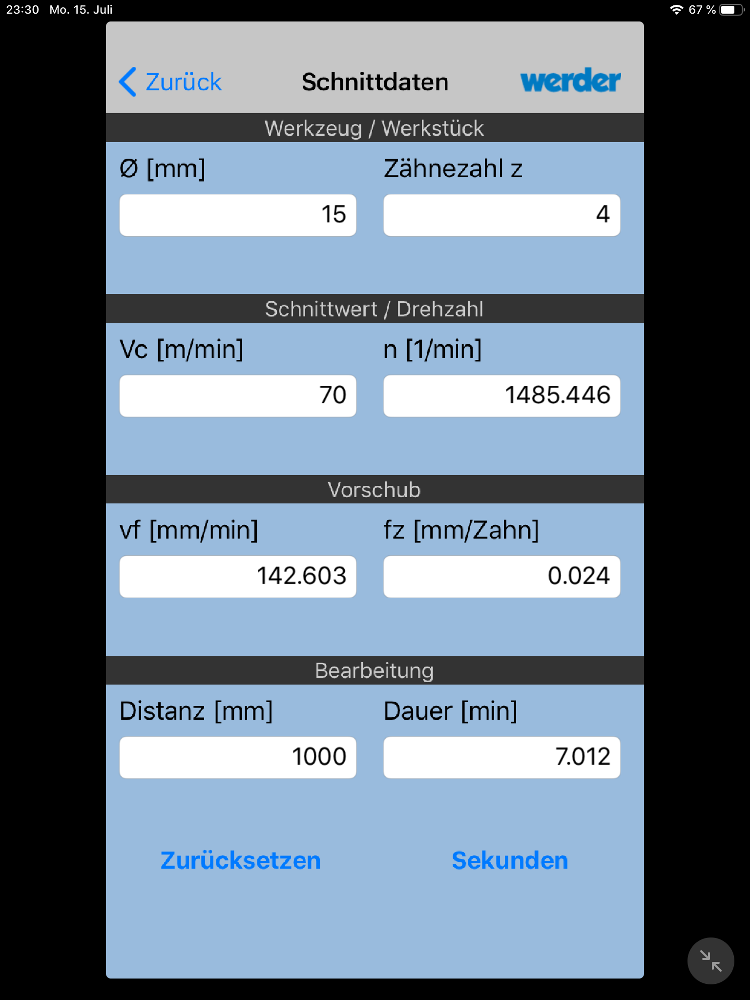 23:30 Mo. 15. Juli 67 %
Zurück Schnittdaten werder
Werkzeug / Werkstück
Ø [mm] Zähnezahl z
15 4
Schnittwert / Drehzahl
Vc [m/min] n [1/min]
70 1485.446
Vorschub
vf [mm/min] fz [mm/Zahn]
142.603 0.024
Bearbeitung
Distanz [mm] Dauer [min]
1000 7.012
Zurücksetzen Sekunden